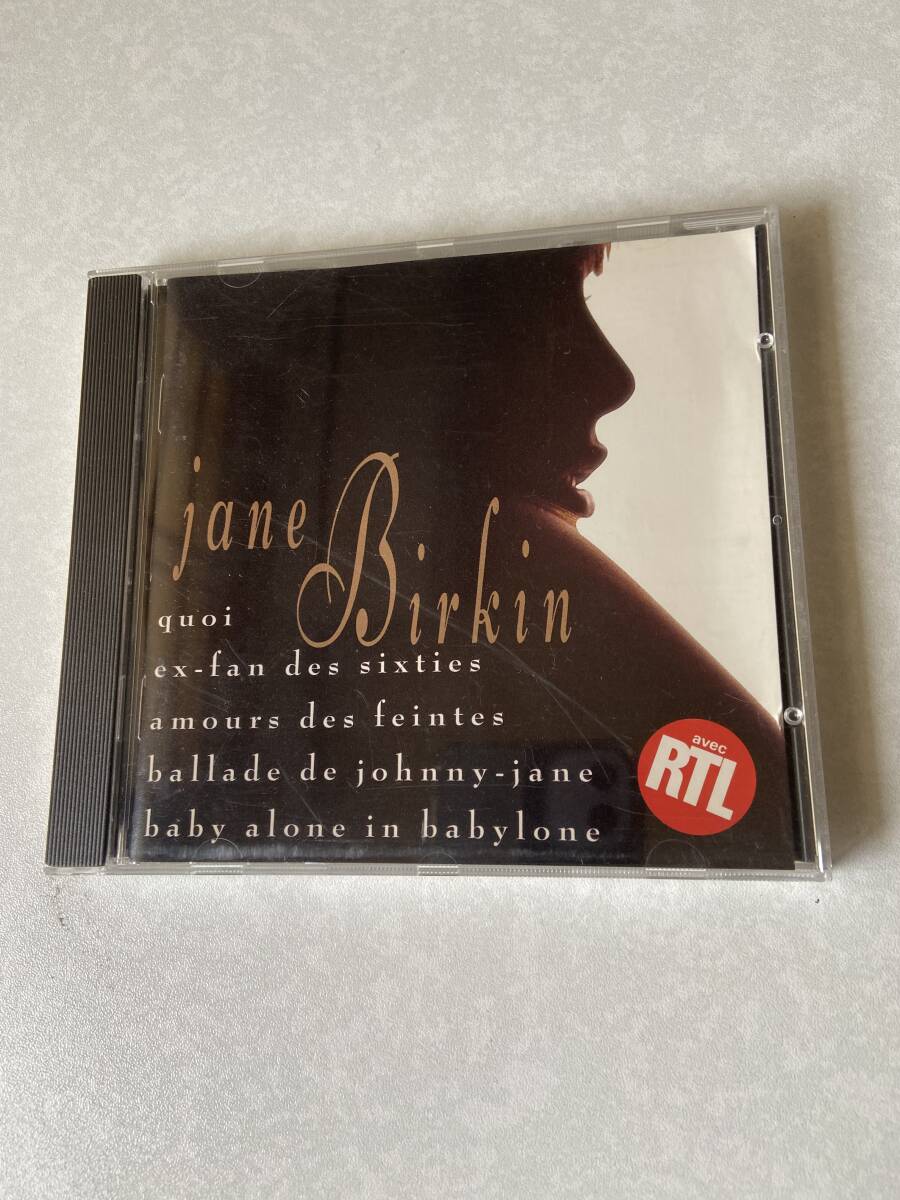 jane Birkin
quoi
ex-fan des sixties
amours des feintes
ballade de johnny-jane
baby alone in babylone
avec
RTL